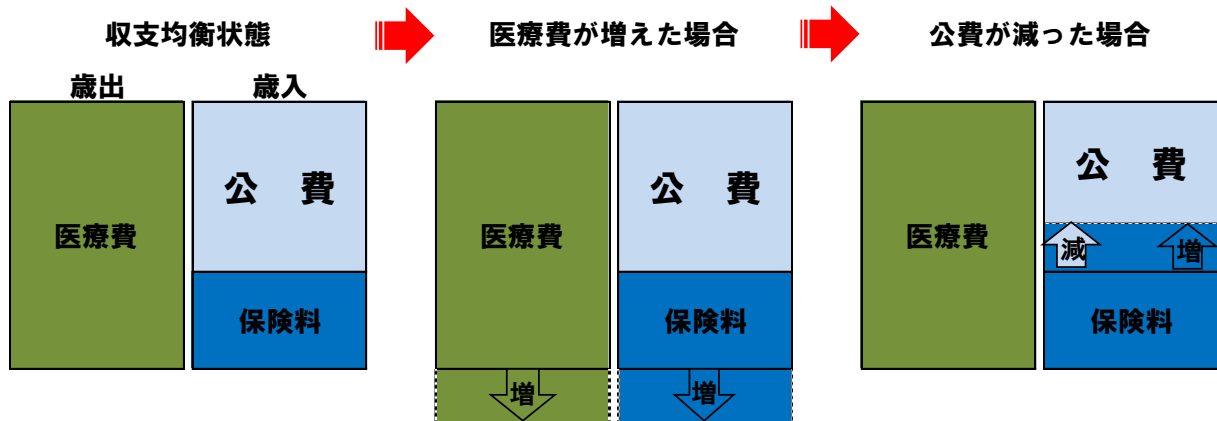 収支均衡状態
医療費が増えた場合
公費が減った場合
歳出
歳入
医療費
公　費
保険料
医療費
公　費
保険料
増
増
医療費
公　費
減
増
保険料